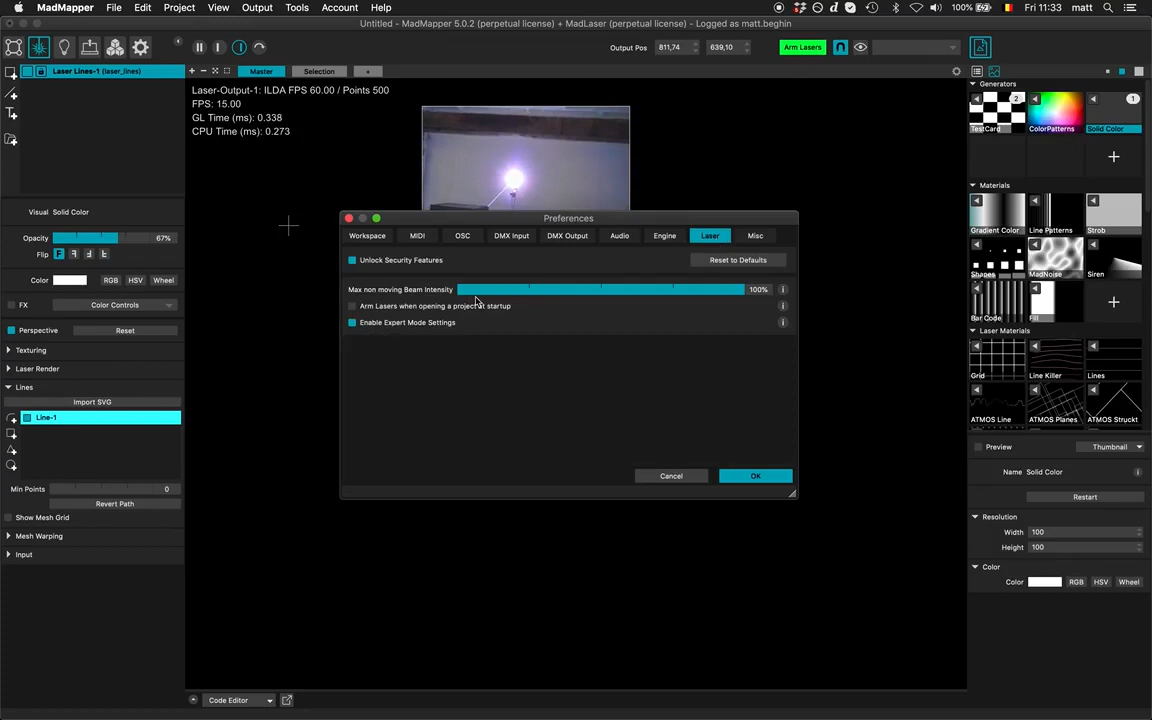 MadMapper File Edit Project View Output Tools Account Help 100% Fri 11:33 matt
Untitled - MadMapper 5.0.2 (perpetual license) + MadLaser (perpetual license) - Logged as matt.beghin
Output Pos 811,74 639,10 Arm Lasers
Laser Lines-1 (laser_lines)
Master Selection +
Laser-Output-1: ILDA FPS 60.00 / Points 500
FPS: 15.00
GL Time (ms): 0.338
CPU Time (ms): 0.273
Visual Solid Color
Opacity 67%
Flip F
Color RGB HSV Wheel
FX Color Controls
Perspective Reset
Texturing
Laser Render
Lines
Import SVG
Line-1
Min Points 0
Revert Path
Show Mesh Grid
Mesh Warping
Input
Preferences
Workspace MIDI OSC DMX Input DMX Output Audio Engine Laser Misc
Unlock Security Features Reset to Defaults
Max non moving Beam Intensity 100%
Arm Lasers when opening a project at startup
Enable Expert Mode Settings
Cancel OK
Code Editor
Generators
2 1
TestCard ColorPatterns Solid Color
+
Materials
Gradient Color Line Patterns Strob
Shapes MadNoise Siren
Bar Code Fill +
Laser Materials
Grid Line Killer Lines
ATMOS Line ATMOS Planes ATMOS Struckt
Preview Thumbnail
Name Solid Color
Restart
Resolution
Width 100
Height 100
Color
Color RGB HSV Wheel